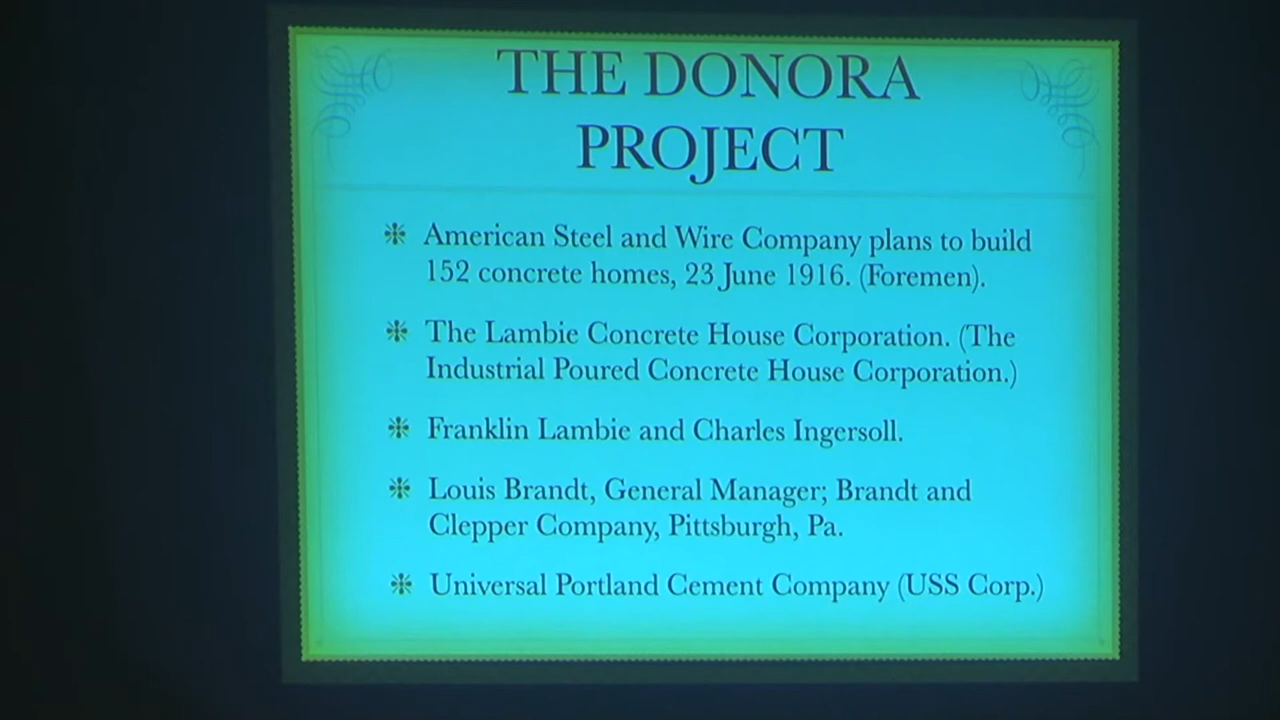 THE DONORA
PROJECT
American Steel and Wire Company plans to build
152 concrete homes, 23 June 1916. (Foremen).
The Lambie Concrete House Corporation. (The
Industrial Poured Concrete House Corporation.)
Franklin Lambie and Charles Ingersoll.
Louis Brandt, General Manager; Brandt and
Clepper Company, Pittsburgh, Pa.
Universal Portland Cement Company (USS Corp.)